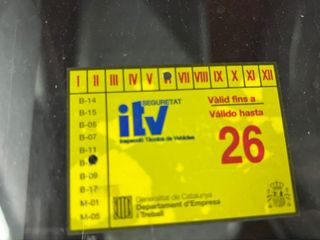 I II III IV V VII VIII IX X XI XII
B-14
B-15
B-06
B-07
B-11
B-09
B-17
M-01
M-05
SEGURETAT
itv
Inspecció Tècnica de Vehicles
Vàlid fins a
Válido hasta
26
Generalitat de Catalunya
Departament d'Empresa
i Treball